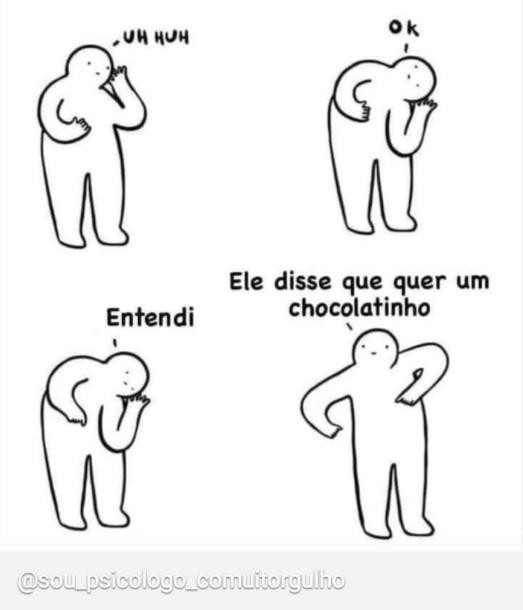 UH HUH
OK
Entendi
Ele disse que quer um
chocolatinho
@sou_psicologo_comuitorgulho